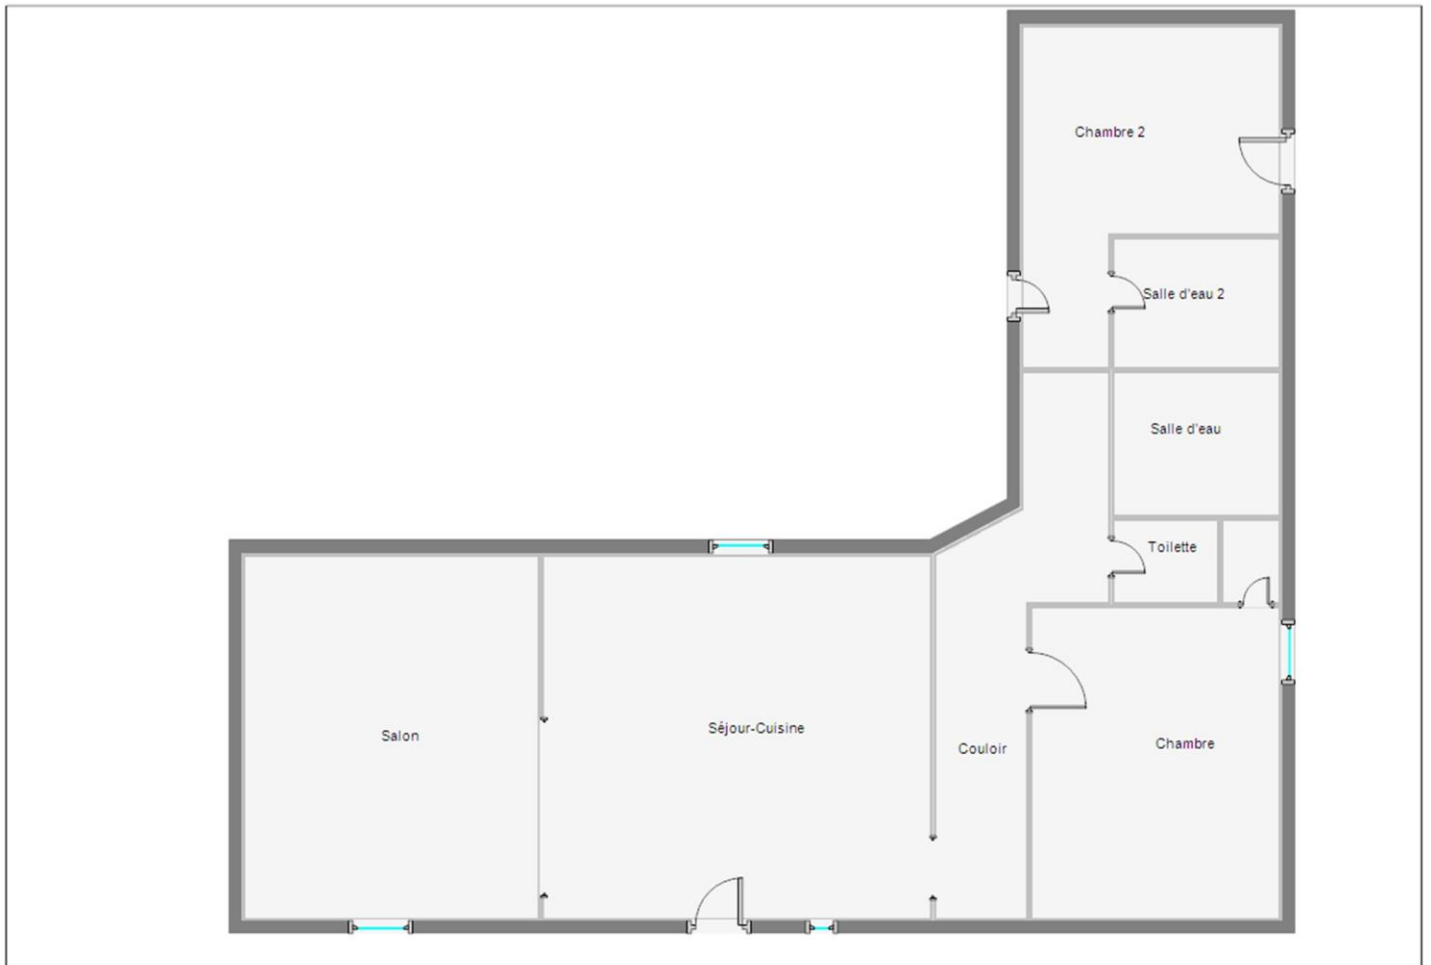 Chambre 2
Salle d'eau 2
Salle d'eau
Toilette
Salon
Séjour-Cuisine
Couloir
Chambre